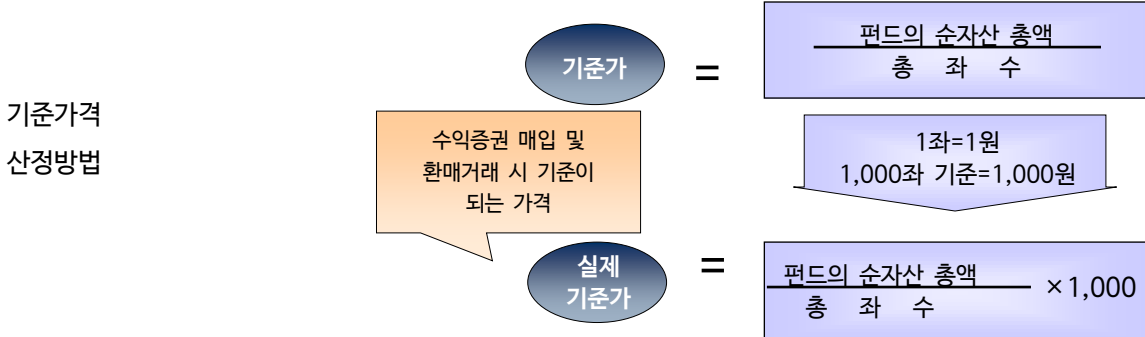 기준가격
산정방법
기준가
=
펀드의 순자산 총액
총 좌 수
수익증권 매입 및
환매거래 시 기준이
되는 가격
1좌=1원
1,000좌 기준=1,000원
실제
기준가
=
펀드의 순자산 총액
총 좌 수
×1,000